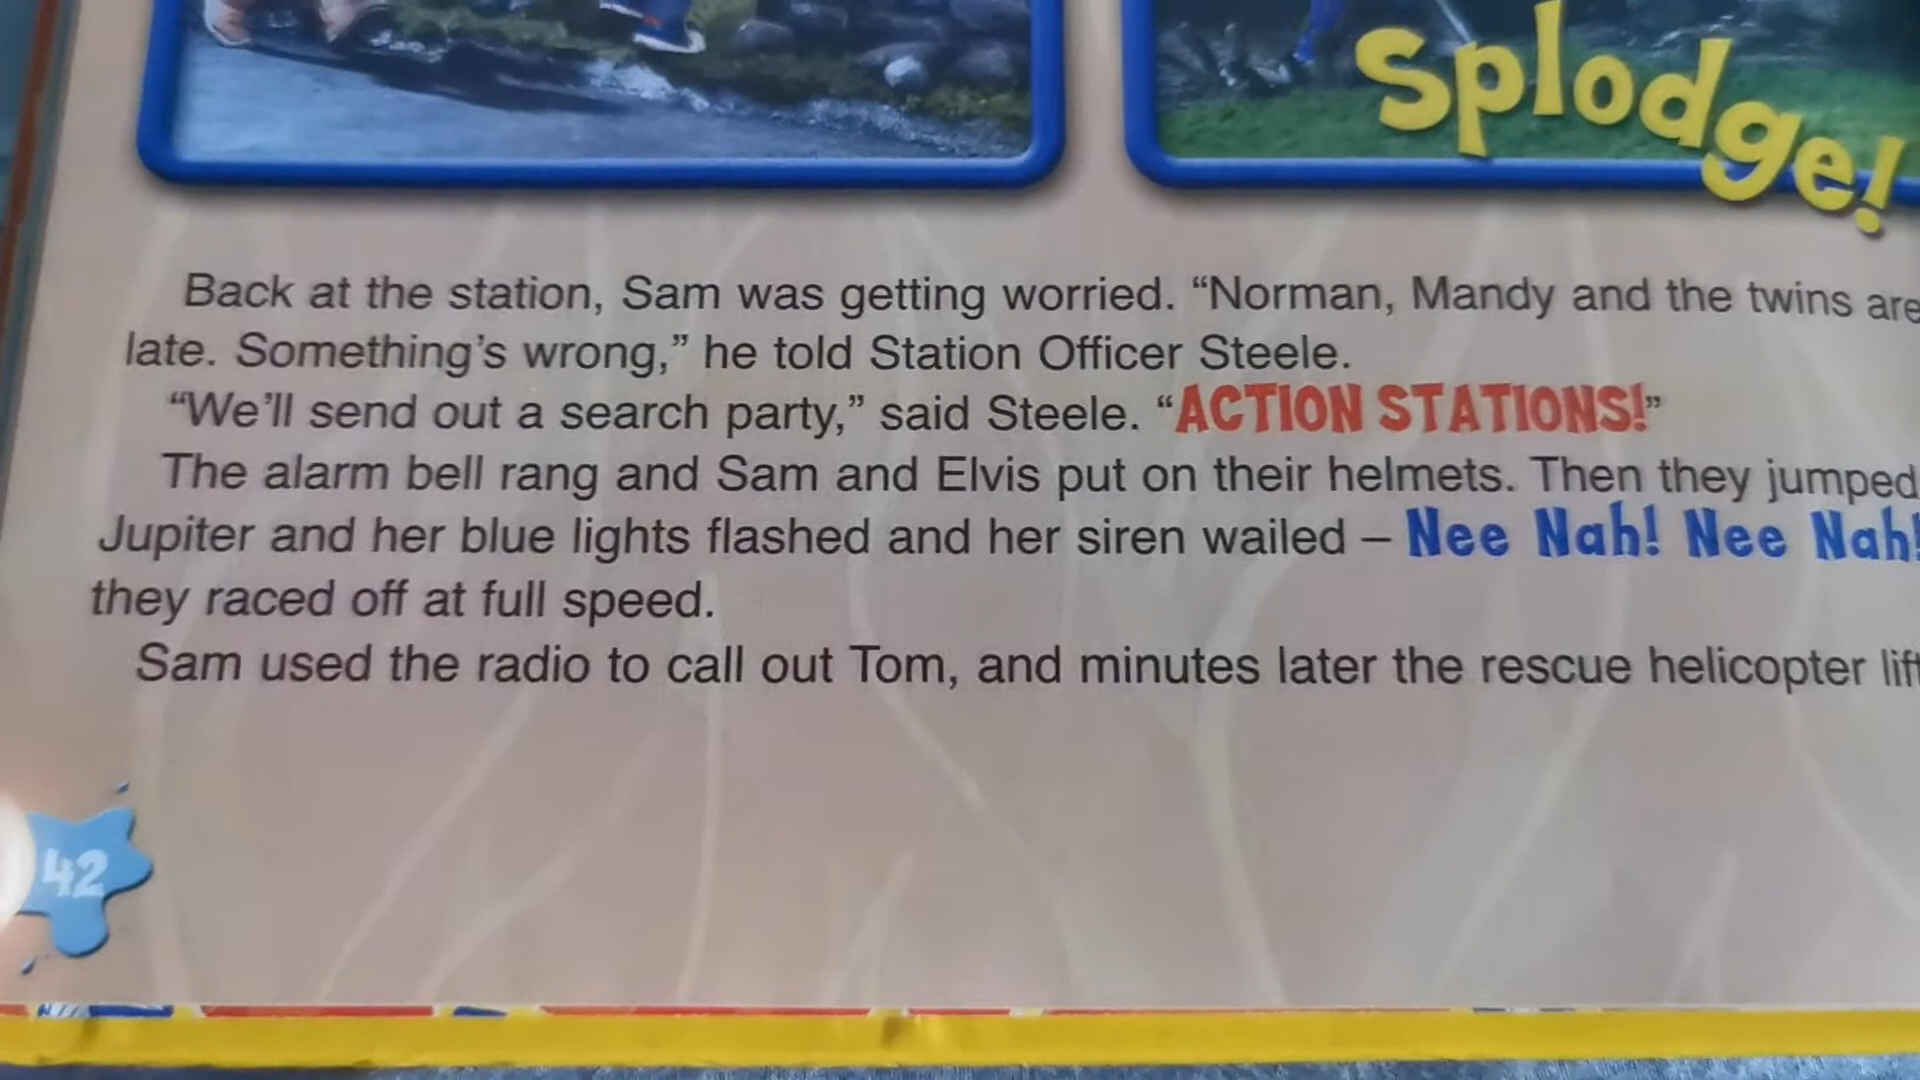 Splodge!
Back at the station, Sam was getting worried. “Norman, Mandy and the twins are
late. Something’s wrong,” he told Station Officer Steele.
“We’ll send out a search party,” said Steele. “ACTION STATIONS!”
The alarm bell rang and Sam and Elvis put on their helmets. Then they jumped
Jupiter and her blue lights flashed and her siren wailed – Nee Nah! Nee Nah!
they raced off at full speed.
Sam used the radio to call out Tom, and minutes later the rescue helicopter
42